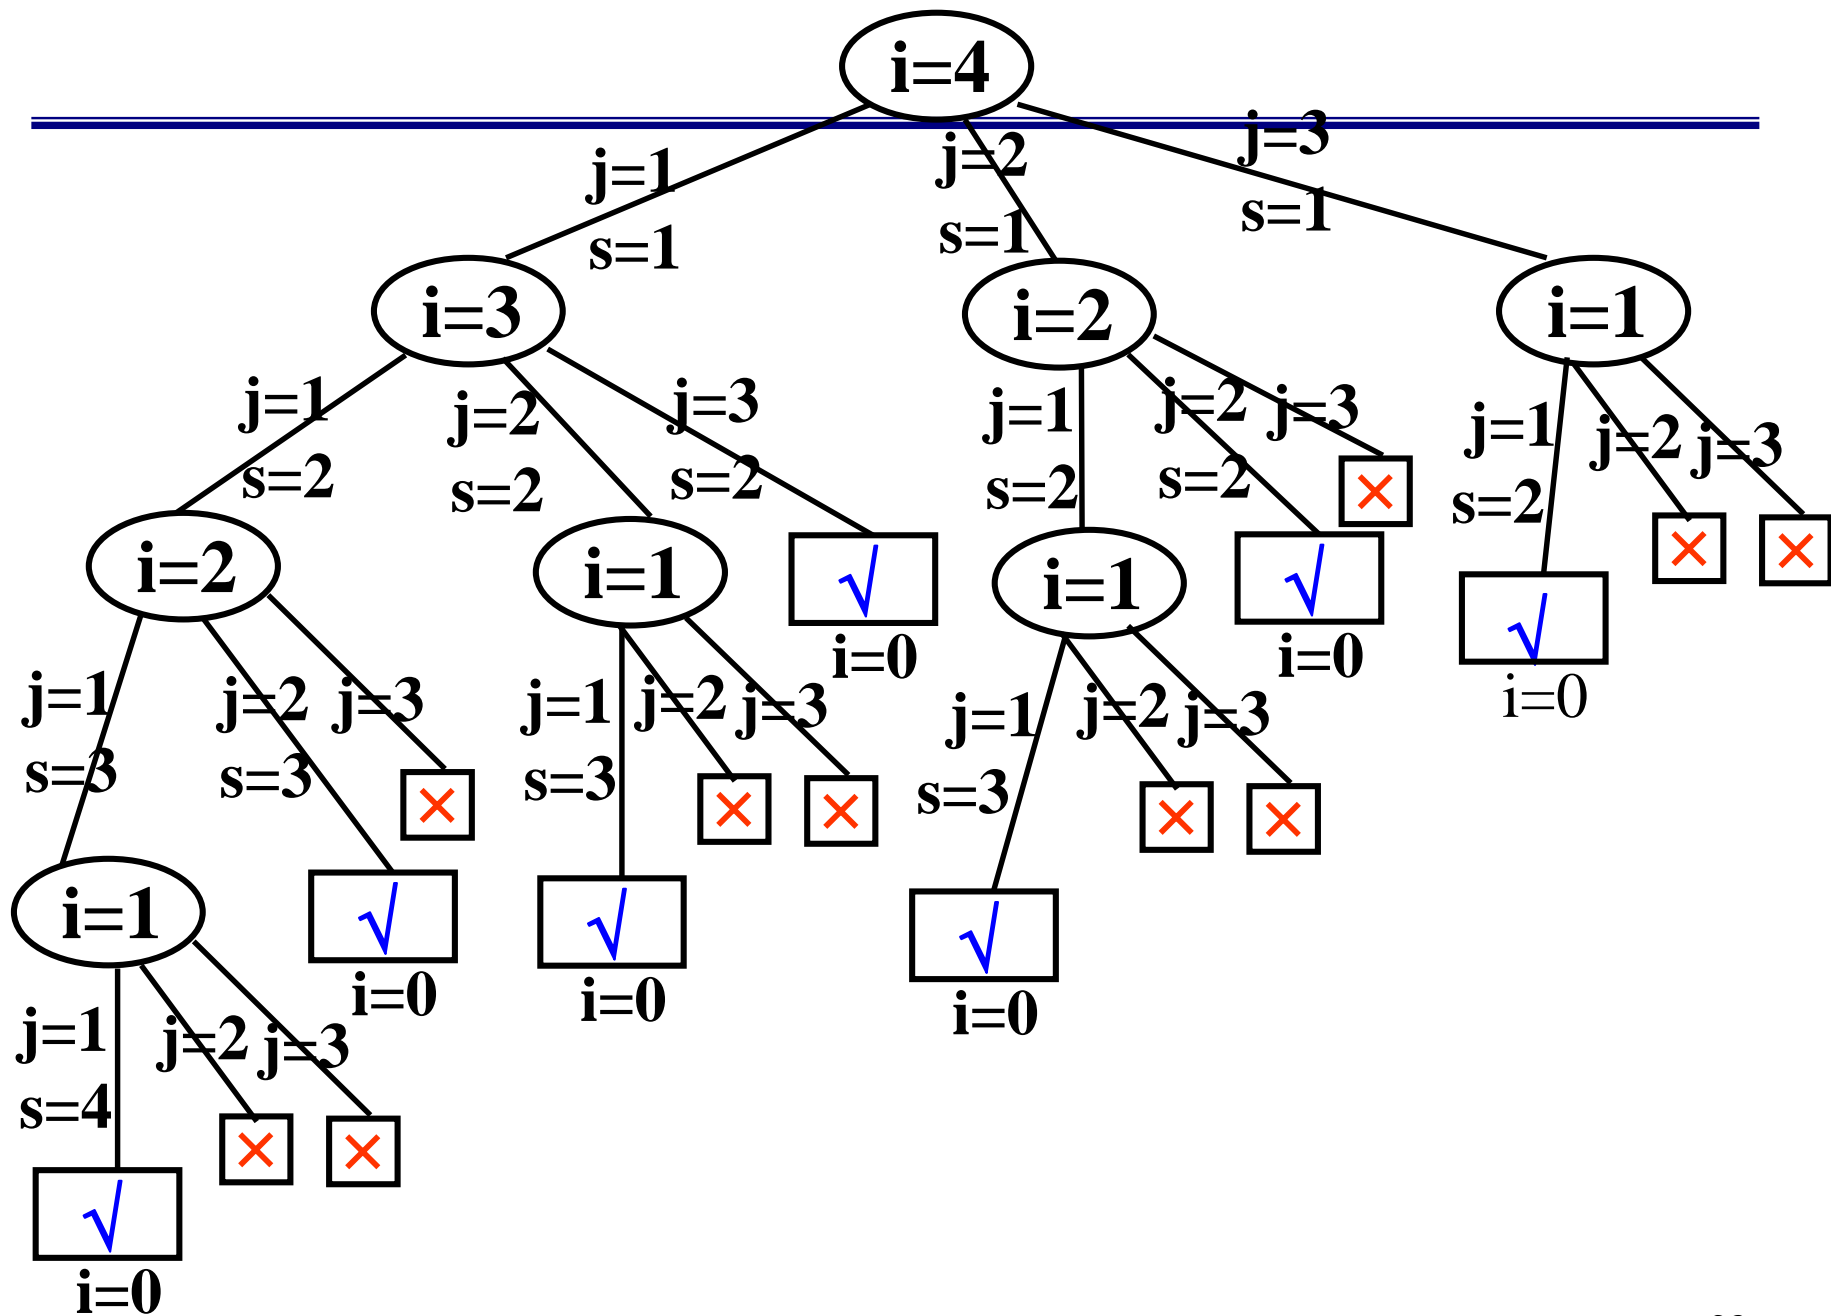 i=4
j=1 j=2 j=3
s=1 s=1 s=1
i=3 i=2 i=1
j=1 j=2 j=3 j=1 j=2 j=3 j=1 j=2 j=3
s=2 s=2 s=2 s=2 s=2 s=2
×
i=2 i=1 √ i=1 √ √ × ×
i=0 i=0 i=0
j=1 j=2 j=3 j=1 j=2 j=3 j=1 j=2 j=3
s=3 s=3 s=3 s=3
× × × × ×
i=1 √ √ √
i=0 i=0 i=0
j=1 j=2 j=3
s=4
× ×
√
i=0